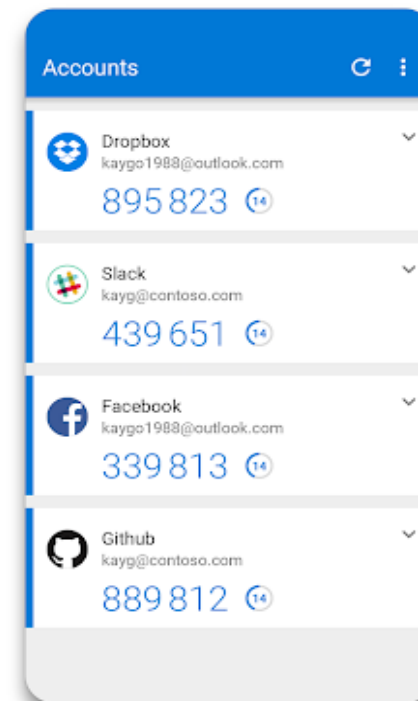 Accounts
Dropbox
kaygo1988@outlook.com
895 823 14
Slack
kayg@contoso.com
439 651 14
Facebook
kaygo1988@outlook.com
339 813 14
Github
kayg@contoso.com
889 812 14